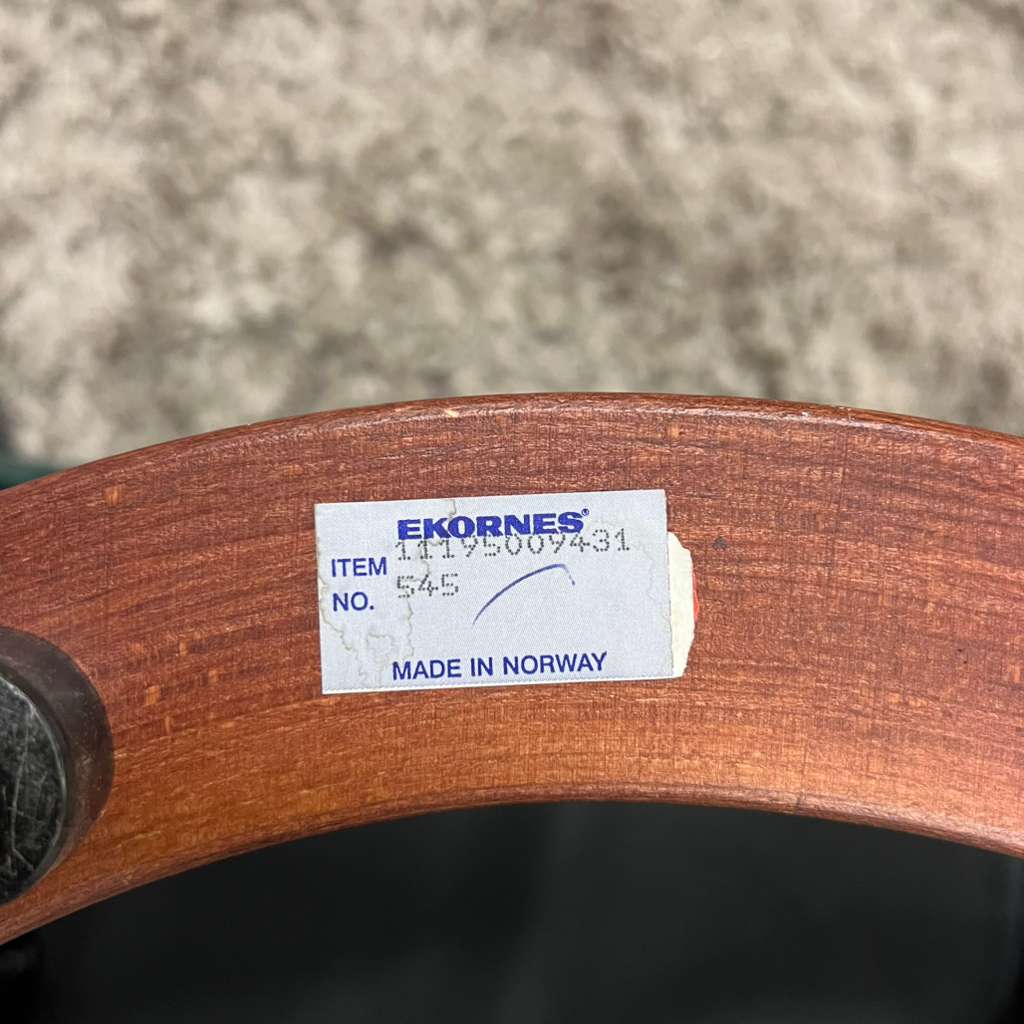 EKORNES®
ITEM NO. 11195009431
545
MADE IN NORWAY